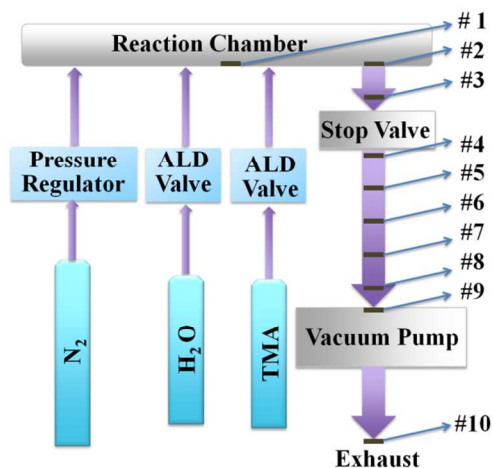 Reaction Chamber
# 1
#2
#3
Stop Valve
#4
#5
#6
#7
#8
#9
Pressure
Regulator
ALD
Valve
ALD
Valve
N₂
H₂O
TMA
Vacuum Pump
#10
Exhaust